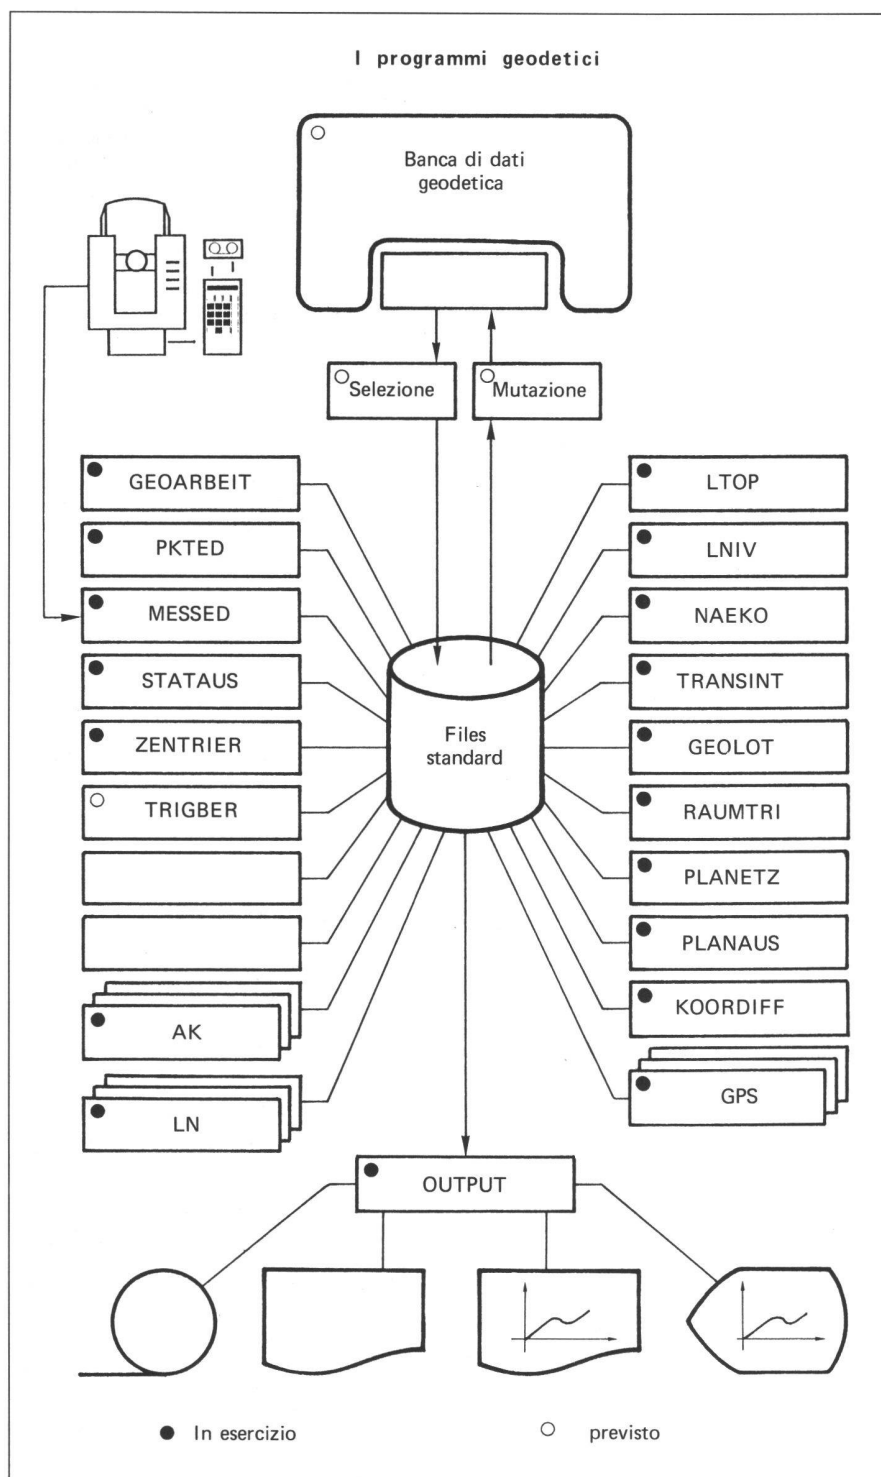 I programmi geodetici
Banca di dati
geodetica
Selezione
Mutazione
GEOARBEIT
PKTED
MESSED
STATAUS
ZENTRIER
TRIGBER
AK
LN
Files
standard
LTOP
LNIV
NAEKO
TRANSINT
GEOLOT
RAUMTRI
PLANETZ
PLANAUS
KOORDIFF
GPS
OUTPUT
In esercizio
previsto